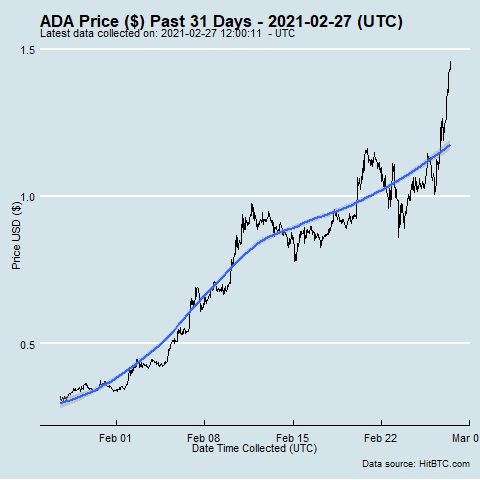 ADA Price ($) Past 31 Days - 2021-02-27 (UTC)
Latest data collected on: 2021-02-27 12:00:11 - UTC
1.5
1.0
0.5
Price USD ($)
Feb 01 Feb 08 Feb 15 Feb 22 Mar 0
Date Time Collected (UTC)
Data source: HitBTC.com